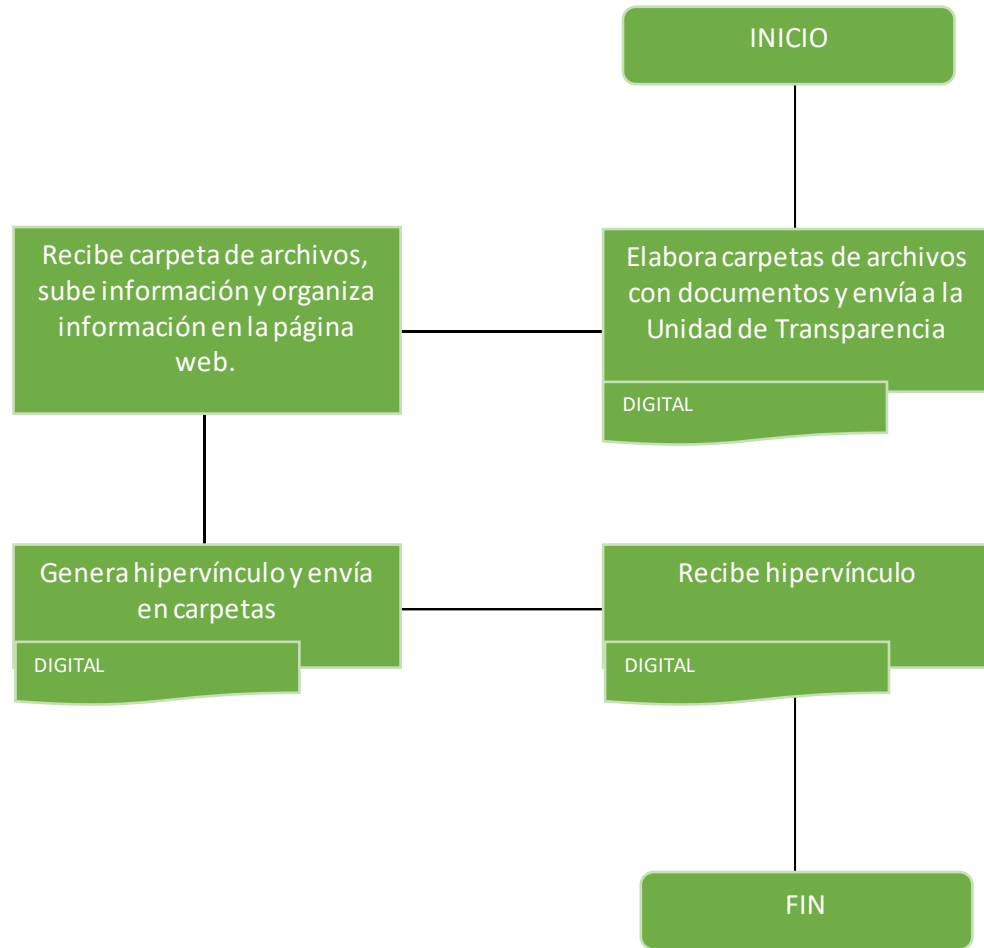 INICIO
Recibe carpeta de archivos,
sube información y organiza
información en la página
web.
Elabora carpetas de archivos
con documentos y envía a la
Unidad de Transparencia
DIGITAL
Genera hipervínculo y envía
en carpetas
DIGITAL
Recibe hipervínculo
DIGITAL
FIN